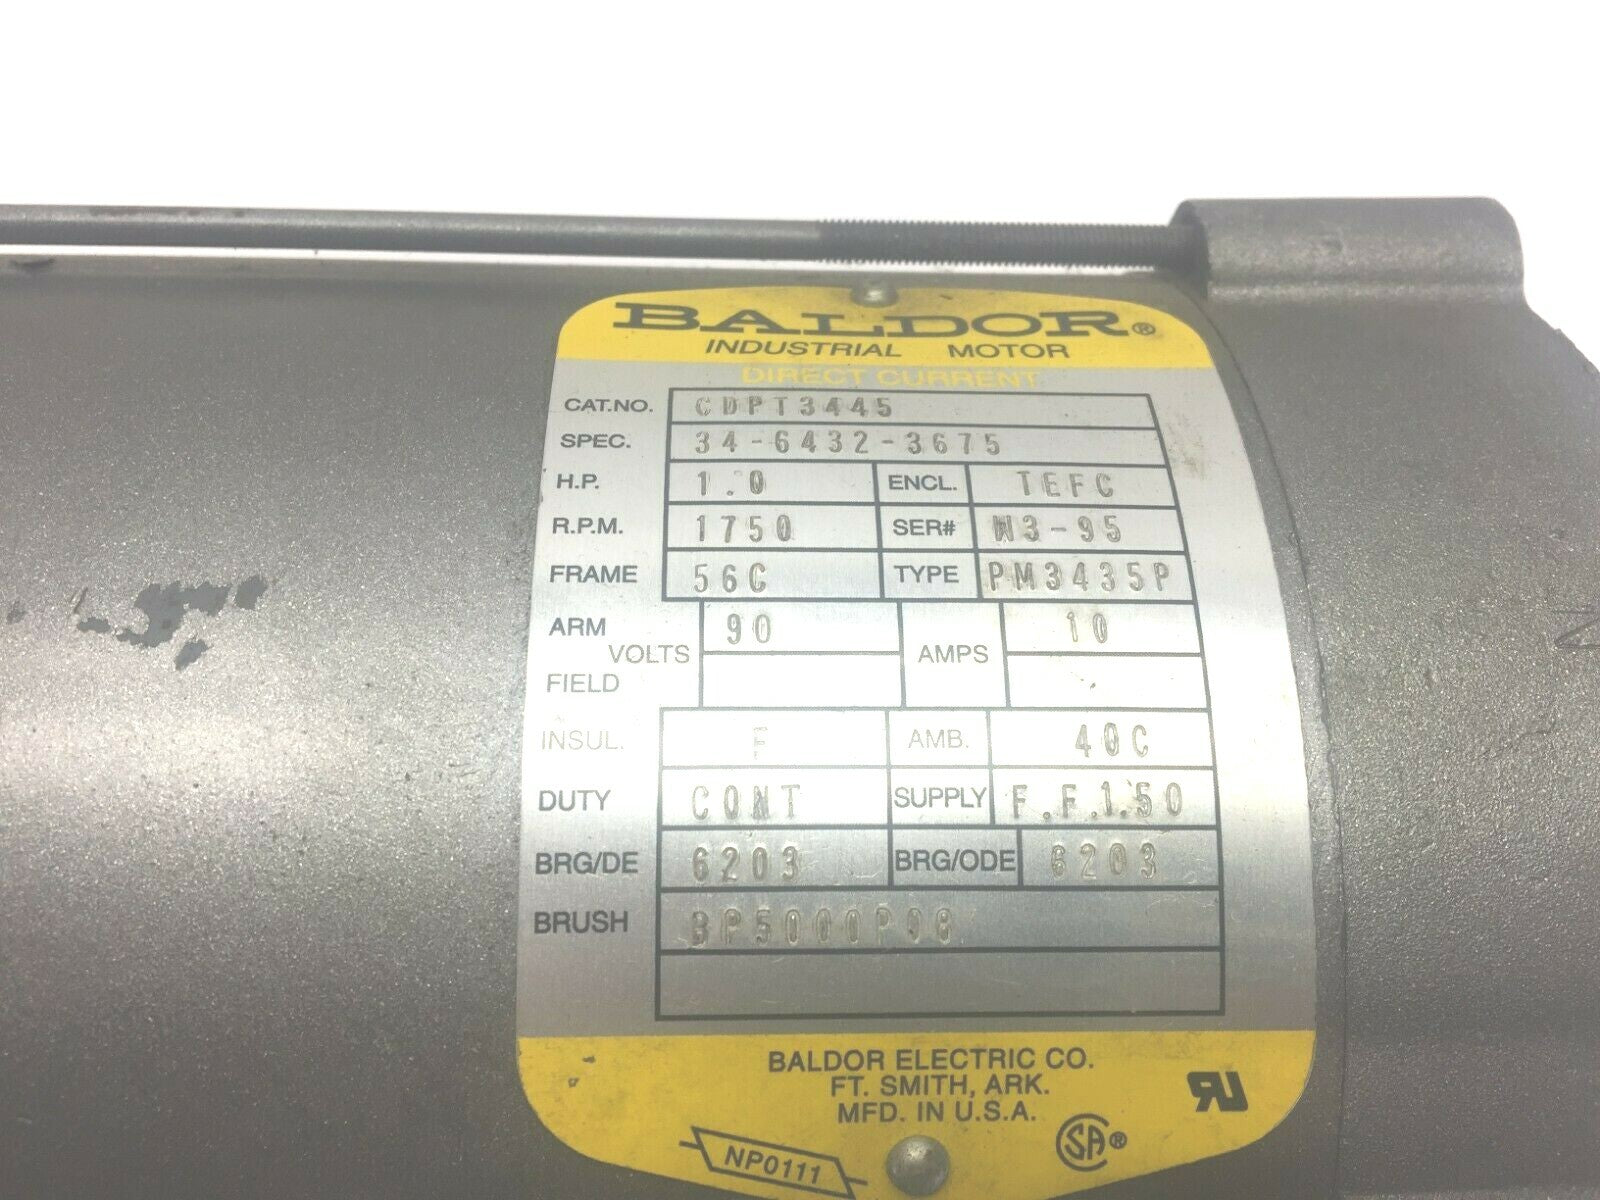 BALDOR®
INDUSTRIAL MOTOR
DIRECT CURRENT
CAT.NO. CDPT3445
SPEC. 34-6432-3675
H.P. 1.0 ENCL. TEFC
R.P.M. 1750 SER# W3-95
FRAME 56C TYPE PM3435P
ARM 90 10
VOLTS AMPS
FIELD
INSUL. F AMB. 40C
DUTY CONT SUPPLY F.F.1.50
BRG/DE 6203 BRG/ODE 6203
BRUSH BP5000P08
BALDOR ELECTRIC CO.
FT. SMITH, ARK.
MFD. IN U.S.A.
NP0111
SA®
RU